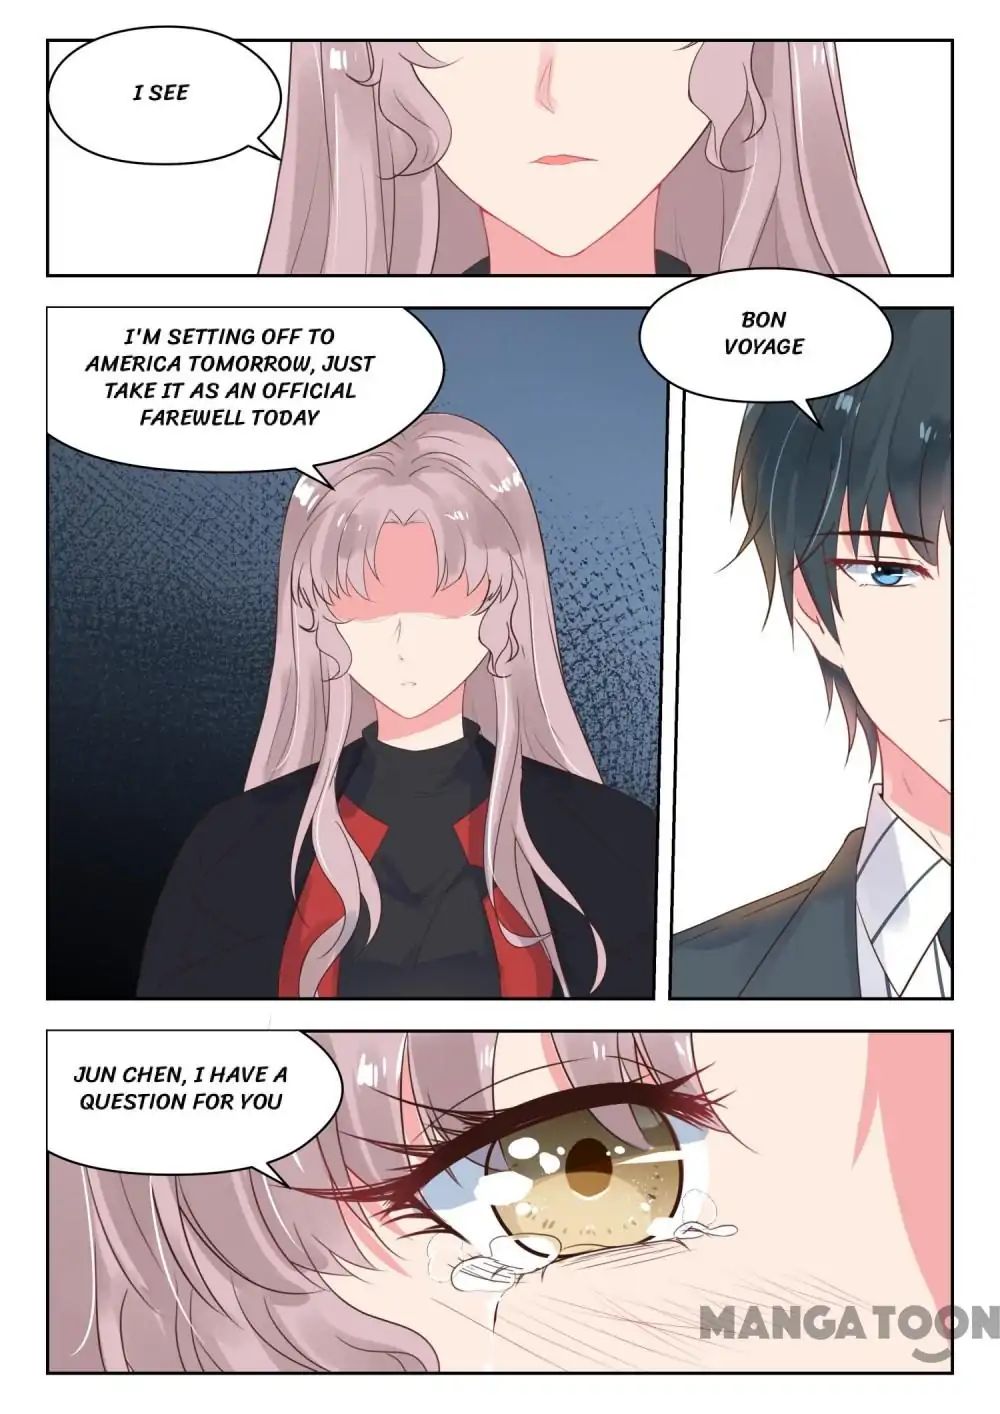 I SEE
BON
VOYAGE
I'M SETTING OFF TO
AMERICA TOMORROW, JUST
TAKE IT AS AN OFFICIAL
FAREWELL TODAY
JUN CHEN, I HAVE A
QUESTION FOR YOU
MANGATOON